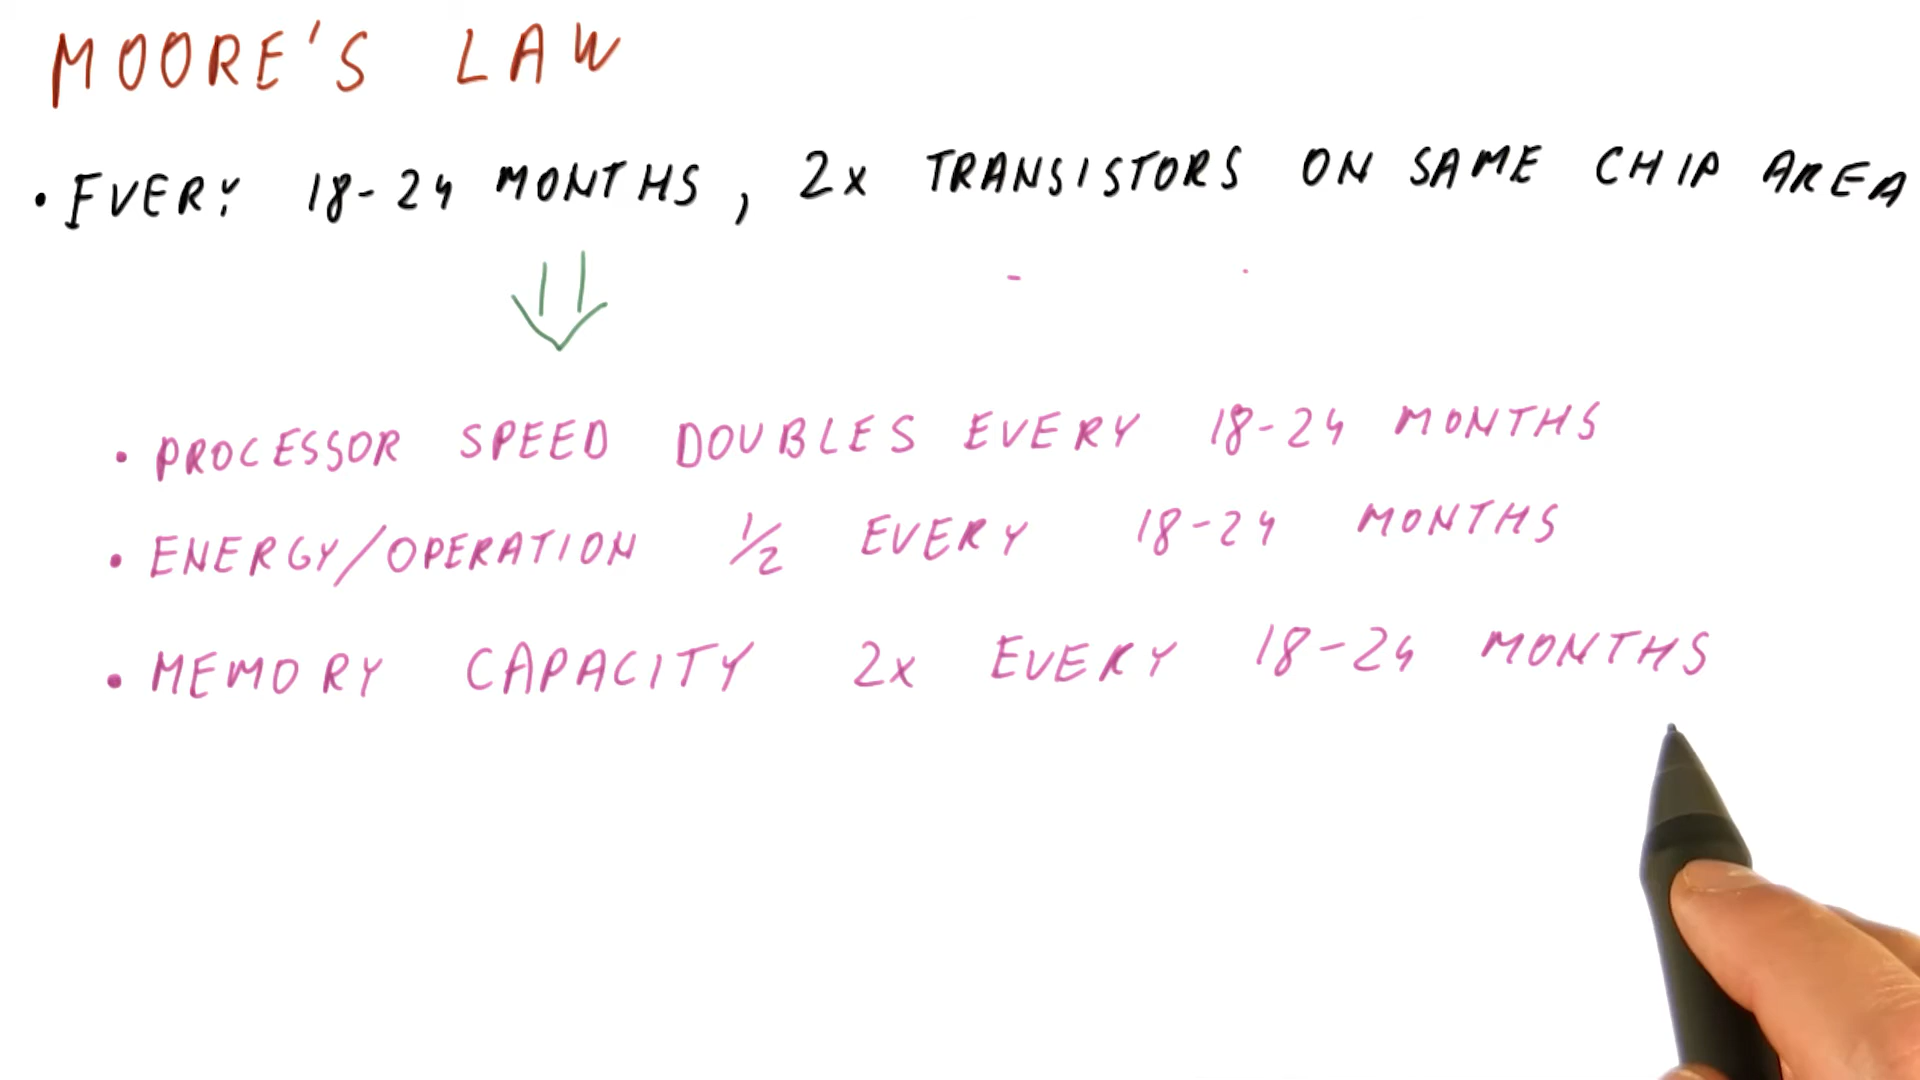 MOORE'S LAW
• EVERY 18-24 MONTHS, 2x TRANSISTORS ON SAME CHIP AREA
• PROCESSOR SPEED DOUBLES EVERY 18-24 MONTHS
• ENERGY/OPERATION 1/2 EVERY 18-24 MONTHS
• MEMORY CAPACITY 2x EVERY 18-24 MONTHS